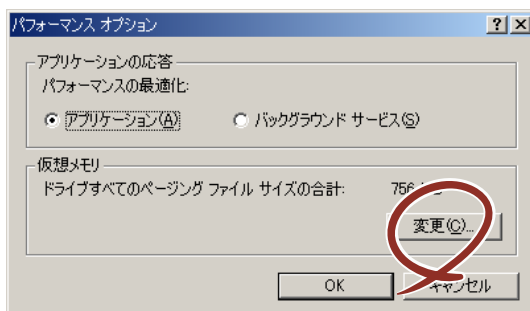 パフォーマンス オプション
アプリケーションの応答
パフォーマンスの最適化:
アプリケーション(A) バックグラウンド サービス(S)
仮想メモリ
ドライブすべてのページング ファイル サイズの合計: 756
変更(C)...
OK キャンセル